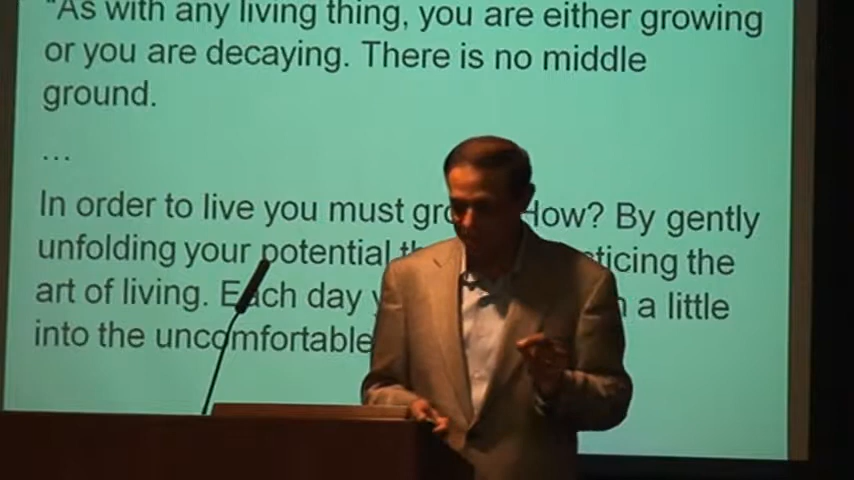 "As with any living thing, you are either growing
or you are decaying. There is no middle
ground.
...
In order to live you must How? By gently
unfolding your potential the
art of living. Each day a little
into the uncomfortable